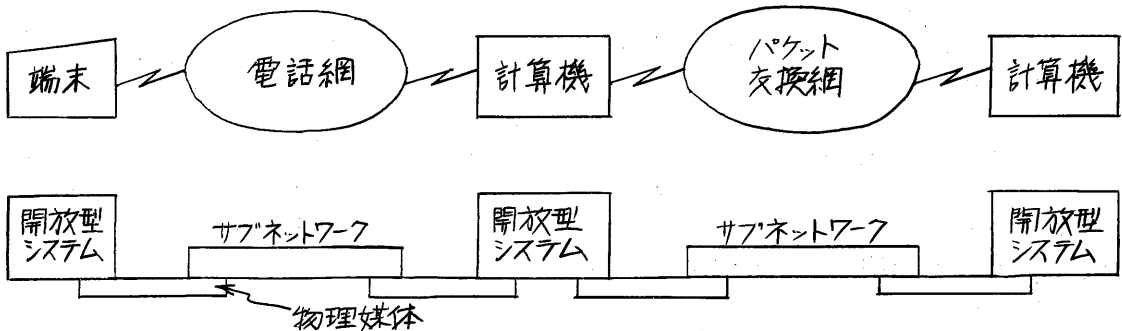 端末
電話網
計算機
パケット
交換網
計算機
開放型
システム
サブネットワーク
開放型
システム
サブネットワーク
開放型
システム
物理媒体